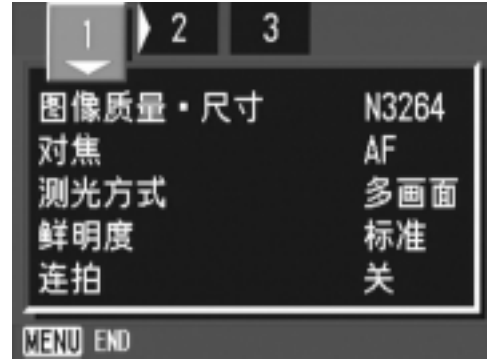 1 2 3
图像质量·尺寸 N3264
对焦 AF
测光方式 多画面
鲜明度 标准
连拍 关
MENU END